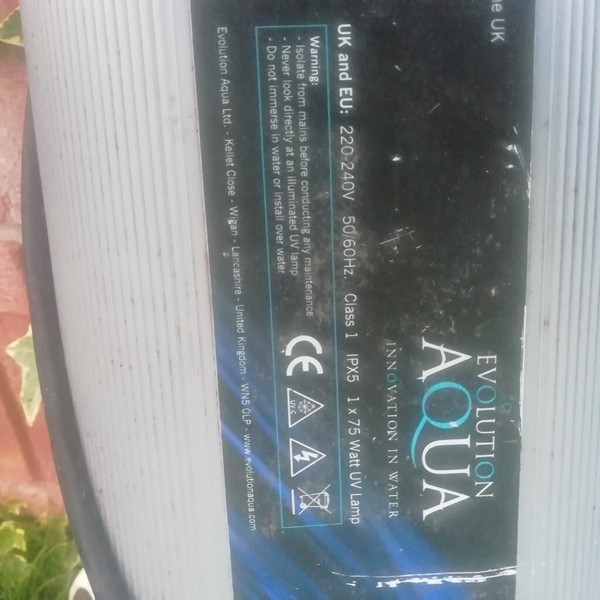 he UK
EVOLUTION
AQUA
INNOVATION IN WATER
UK and EU: 220-240V 50/60Hz. Class 1 IPX5 1 x 75 Watt UV Lamp
Warning:
· Isolate from mains before conducting any maintenance
· Never look directly at an illuminated UV lamp
· Do not immerse in water or install over water
CE
Evolution Aqua Ltd. - Kellet Close - Wigan - Lancashire - United Kingdom - WN5 0LP - www.evolutionaqua.com